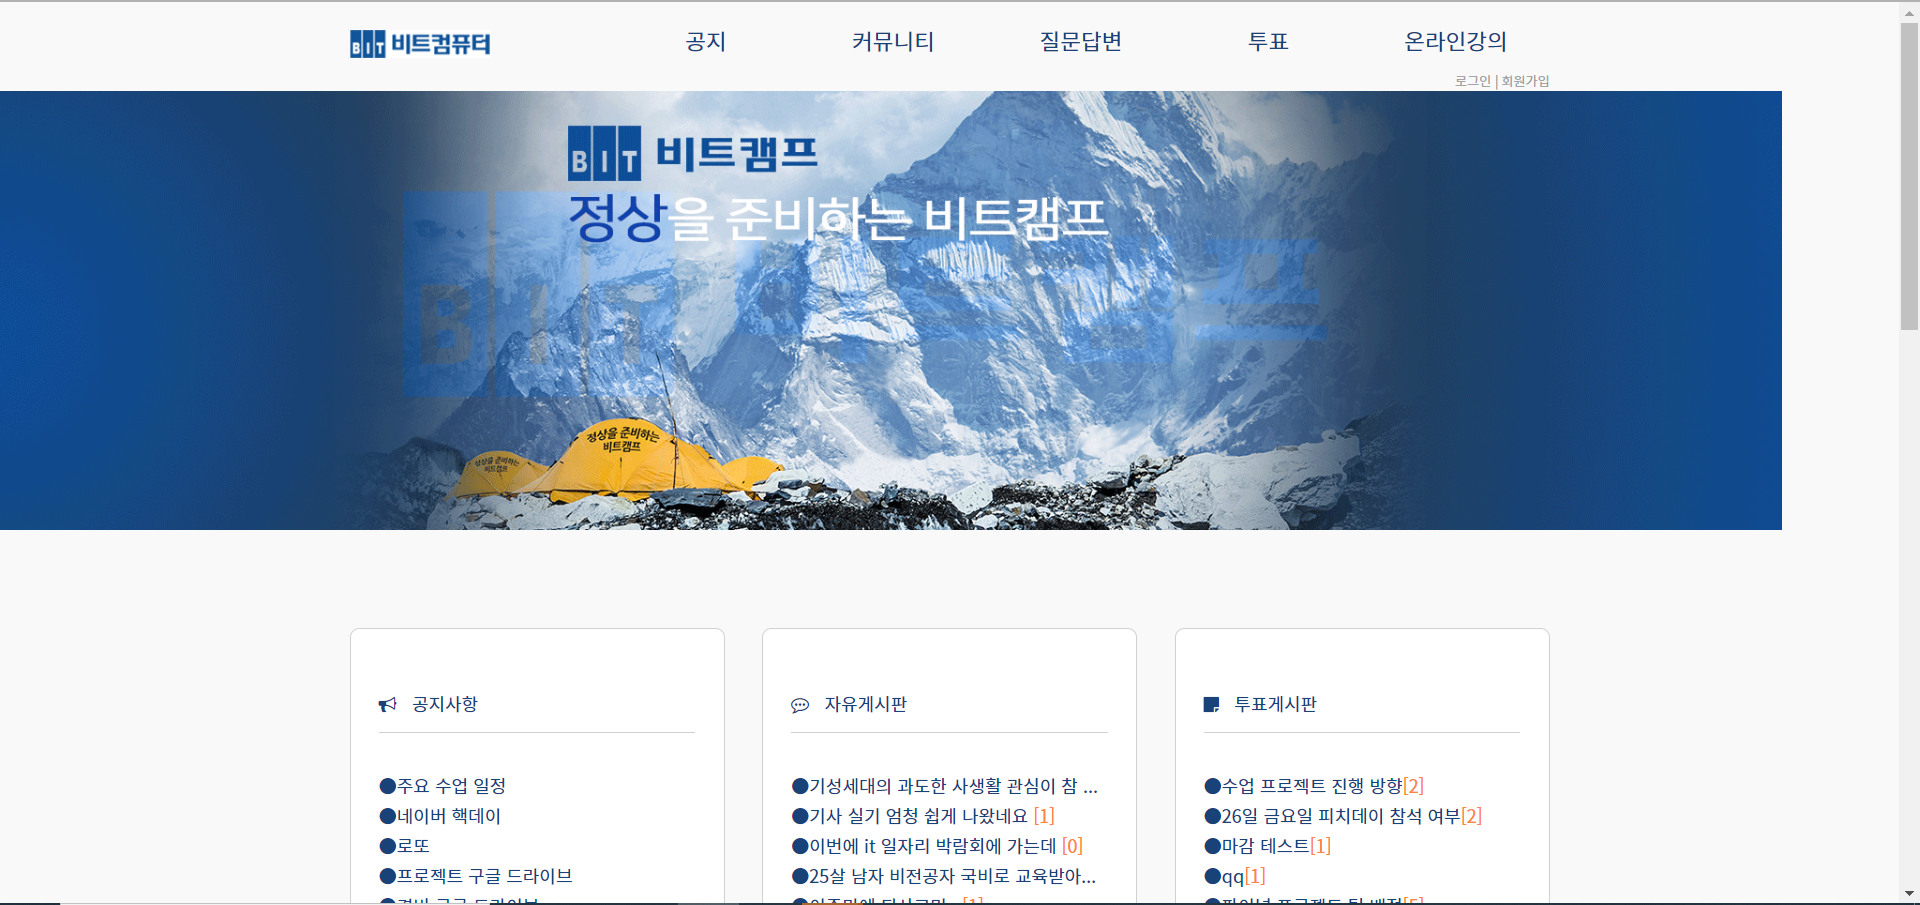 BIT 비트컴퓨터
공지 커뮤니티 질문답변 투표 온라인강의
로그인 | 회원가입
BIT 비트캠프
정상을 준비하는 비트캠프
BIT 비트캠프
정상을 준비하는
비트캠프
정상을 준비하는
비트캠프
공지사항
●주요 수업 일정
●네이버 핵데이
●로또
●프로젝트 구글 드라이브
자유게시판
●기성세대의 과도한 사생활 관심이 참 ...
●기사 실기 엄청 쉽게 나왔네요 [1]
●이번에 it 일자리 박람회에 가는데 [0]
●25살 남자 비전공자 국비로 교육받아...
투표게시판
●수업 프로젝트 진행 방향[2]
●26일 금요일 피치데이 참석 여부[2]
●마감 테스트[1]
●qq[1]